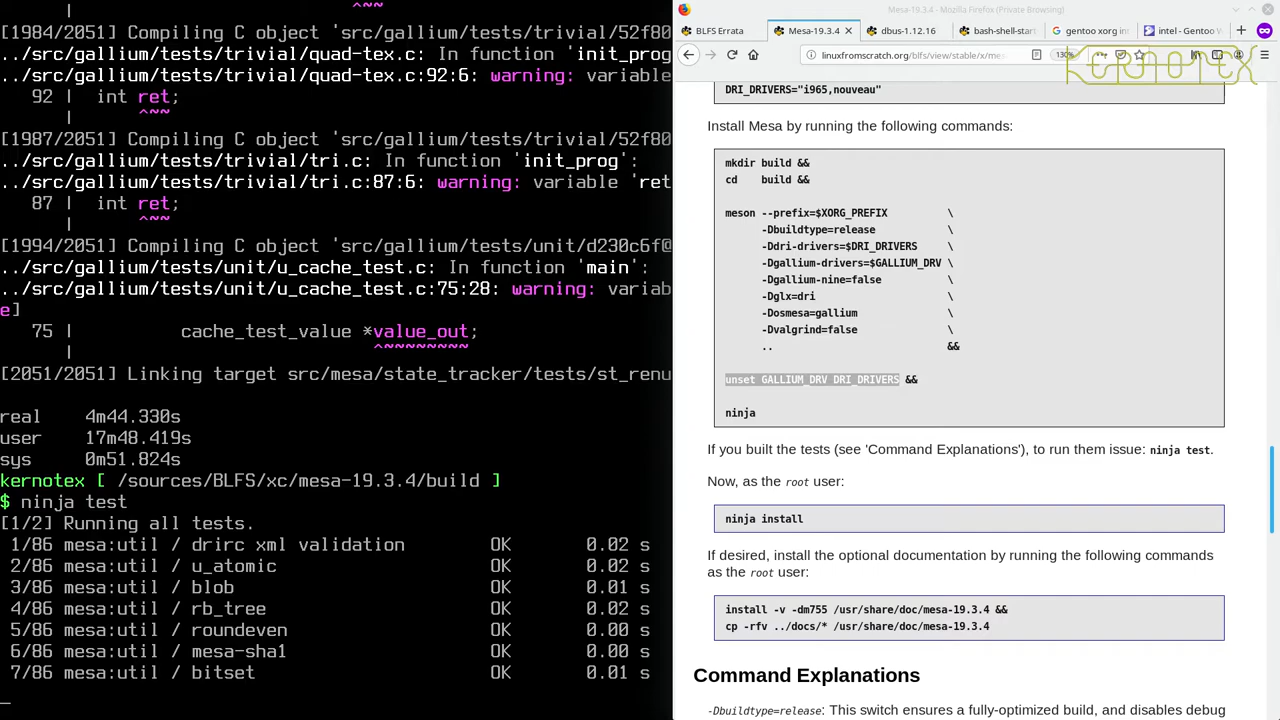 ^~~
|
[1984/2051] Compiling C object 'src/gallium/tests/trivial/52f80
../src/gallium/tests/trivial/quad-tex.c: In function 'init_prog
../src/gallium/tests/trivial/quad-tex.c:92:6: warning: variable
92 | int ret;
| ^~~
[1987/2051] Compiling C object 'src/gallium/tests/trivial/52f80
../src/gallium/tests/trivial/tri.c: In function 'init_prog':
../src/gallium/tests/trivial/tri.c:87:6: warning: variable 'ret
87 | int ret;
| ^~~
[1994/2051] Compiling C object 'src/gallium/tests/unit/d230c6f@
../src/gallium/tests/unit/u_cache_test.c: In function 'main':
../src/gallium/tests/unit/u_cache_test.c:75:28: warning: variab
e]
75 | cache_test_value *value_out;
| ^~~~~~~~~
[2051/2051] Linking target src/mesa/state_tracker/tests/st_renu
real 4m44.330s
user 17m48.419s
sys 0m51.824s
kernotex [ /sources/BLFS/xc/mesa-19.3.4/build ]
$ ninja test
[1/2] Running all tests.
1/86 mesa:util / drirc xml validation OK 0.02 s
2/86 mesa:util / u_atomic OK 0.02 s
3/86 mesa:util / blob OK 0.01 s
4/86 mesa:util / rb_tree OK 0.02 s
5/86 mesa:util / roundeven OK 0.00 s
6/86 mesa:util / mesa-sha1 OK 0.00 s
7/86 mesa:util / bitset OK 0.01 s
Mesa-19.3.4 - Mozilla Firefox (Private Browsing)
BLFS Errata
Mesa-19.3.4
dbus-1.12.16
bash-shell-start
gentoo xorg in
intel - Gentoo W
linuxfromscratch.org/blfs/view/stable/x/me
130%
KERNOTEX
DRI_DRIVERS="i965,nouveau"
Install Mesa by running the following commands:
mkdir build &&
cd build &&
meson --prefix=$XORG_PREFIX \
-Dbuildtype=release \
-Ddri-drivers=$DRI_DRIVERS \
-Dgallium-drivers=$GALLIUM_DRV \
-Dgallium-nine=false \
-Dglx=dri \
-Dosmesa=gallium \
-Dvalgrind=false \
.. &&
unset GALLIUM_DRV DRI_DRIVERS &&
ninja
If you built the tests (see 'Command Explanations'), to run them issue: ninja test.
Now, as the root user:
ninja install
If desired, install the optional documentation by running the following commands
as the root user:
install -v -dm755 /usr/share/doc/mesa-19.3.4 &&
cp -rfv ../docs/* /usr/share/doc/mesa-19.3.4
Command Explanations
-Dbuildtype=release: This switch ensures a fully-optimized build, and disables debug